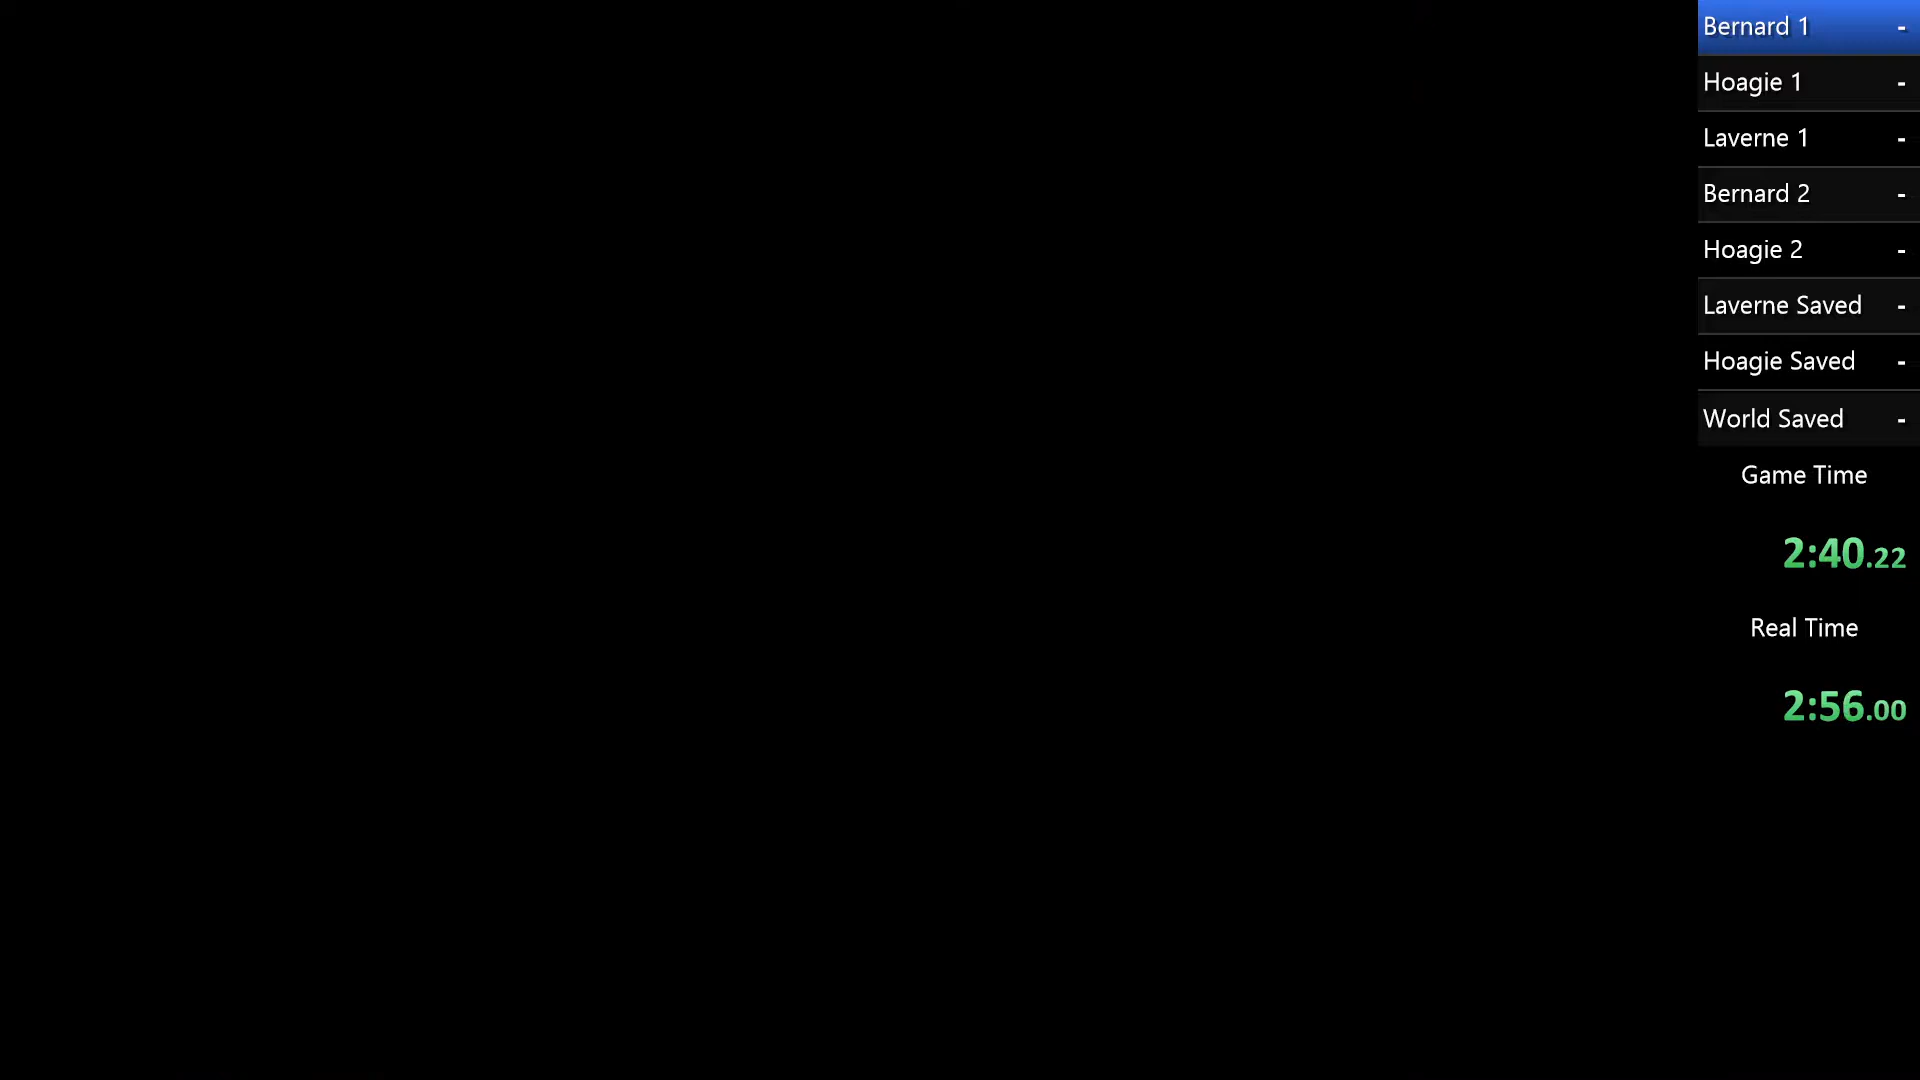 Bernard 1 -
Hoagie 1 -
Laverne 1 -
Bernard 2 -
Hoagie 2 -
Laverne Saved -
Hoagie Saved -
World Saved -
Game Time
2:40.22
Real Time
2:56.00